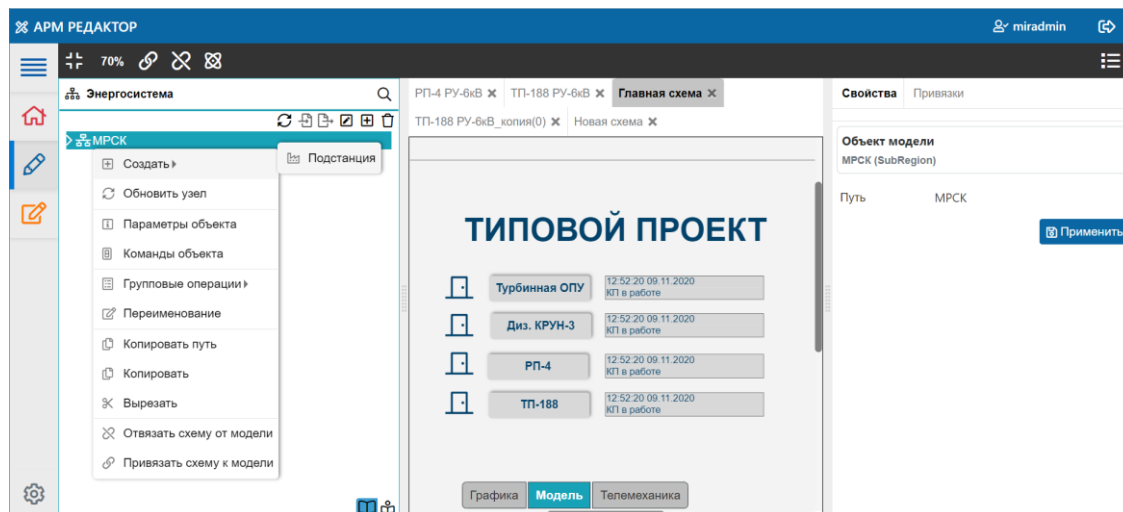 АРМ РЕДАКТОР
miradmin
70%
Энергосистема
МРСК
Создать
Подстанция
Обновить узел
Параметры объекта
Команды объекта
Групповые операции
Переименование
Копировать путь
Копировать
Вырезать
Отвязать схему от модели
Привязать схему к модели
РП-4 РУ-6кВ
ТП-188 РУ-6кВ
Главная схема
ТП-188 РУ-6кВ_копия(0)
Новая схема
ТИПОВОЙ ПРОЕКТ
Турбинная ОПУ
12:52:20 09.11.2020
КП в работе
Диз. КРУН-3
12:52:20 09.11.2020
КП в работе
РП-4
12:52:20 09.11.2020
КП в работе
ТП-188
12:52:20 09.11.2020
КП в работе
Графика Модель Телемеханика
Свойства Привязки
Объект модели
МРСК (SubRegion)
Путь МРСК
Применить